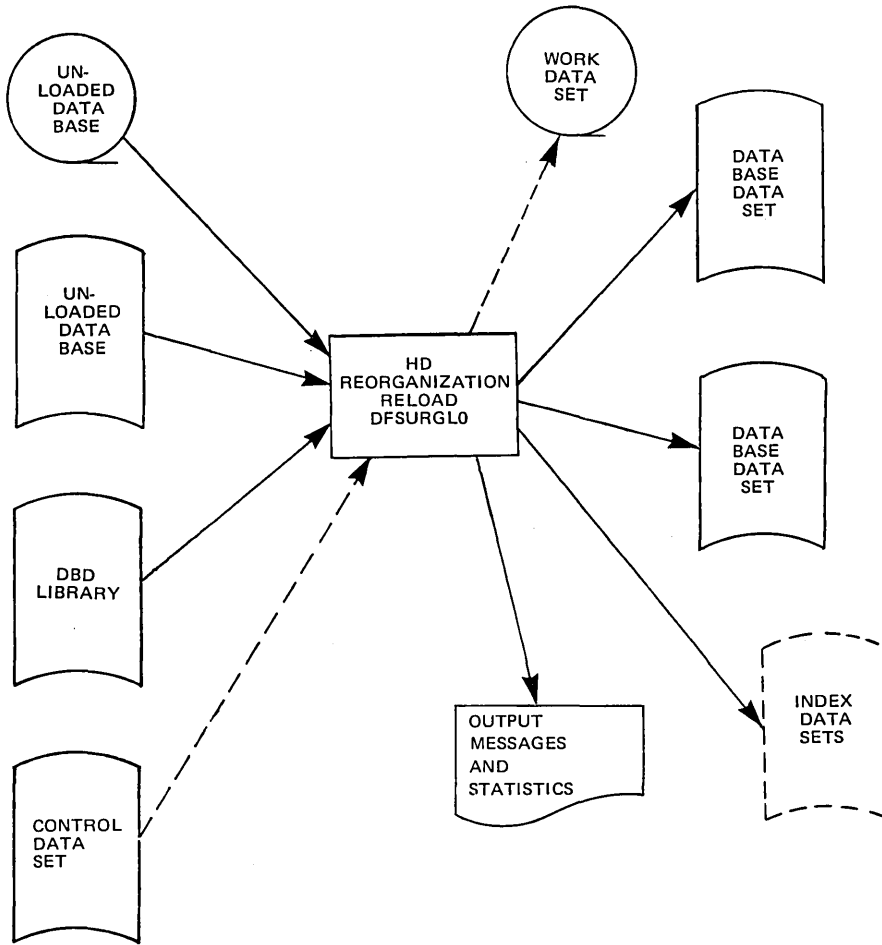 UN-
LOADED
DATA
BASE
WORK
DATA
SET
DATA
BASE
DATA
SET
UN-
LOADED
DATA
BASE
HD
REORGANIZATION
RELOAD
DFSURGL0
DATA
BASE
DATA
SET
DBD
LIBRARY
OUTPUT
MESSAGES
AND
STATISTICS
INDEX
DATA
SETS
CONTROL
DATA
SET